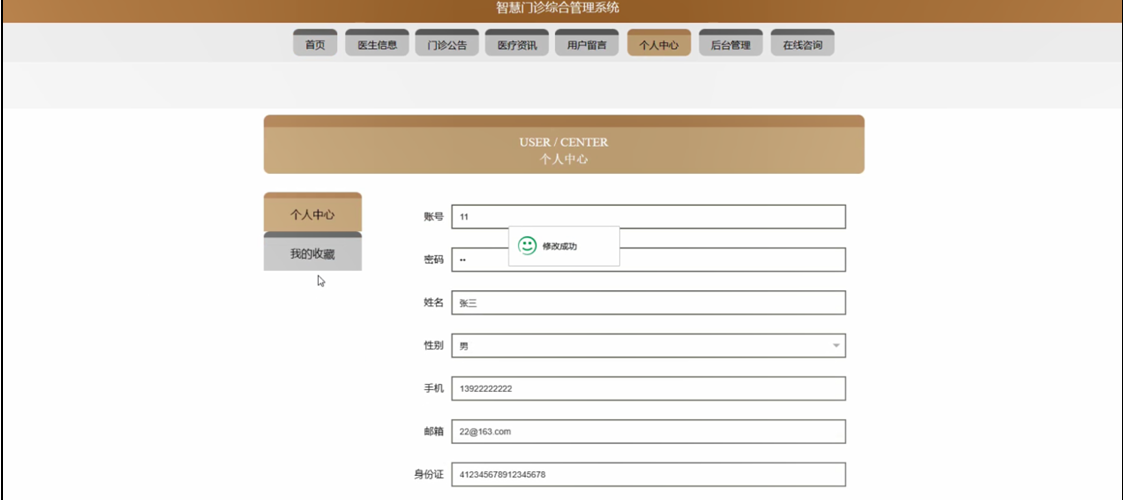 智慧门诊综合管理系统
首页 医生信息 门诊公告 医疗资讯 用户留言 个人中心 后台管理 在线咨询
USER / CENTER
个人中心
个人中心
我的收藏
账号 11
修改成功
密码 ••
姓名 张三
性别 男
手机 13922222222
邮箱 22@163.com
身份证 412345678912345678